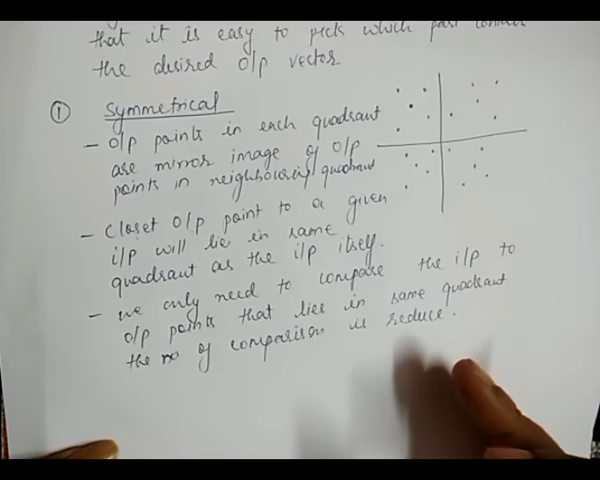 that it is easy to pick which part
the desired o/p vector
① Symmetrical
- o/p points in each quadrant
are mirror image of o/p
points in neighbouring quadrant
- closet o/p point to a given
i/p will lie in same
quadrant as the i/p itself.
- we only need to compare the i/p to
o/p points that lies in same quadrant
the no of comparison is reduce.